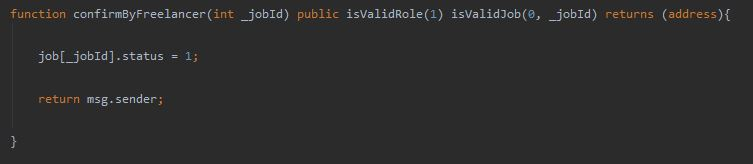 function confirmByFreelancer(int _jobId) public isValidRole(1) isValidJob(0, _jobId) returns (address){
job[_jobId].status = 1;
return msg.sender;
}